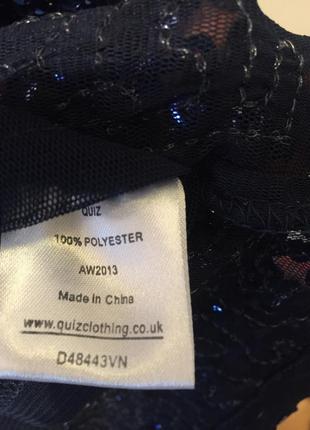 QUIZ
100% POLYESTER
AW2013
Made in China
www.quizclothing.co.uk
D48443VN